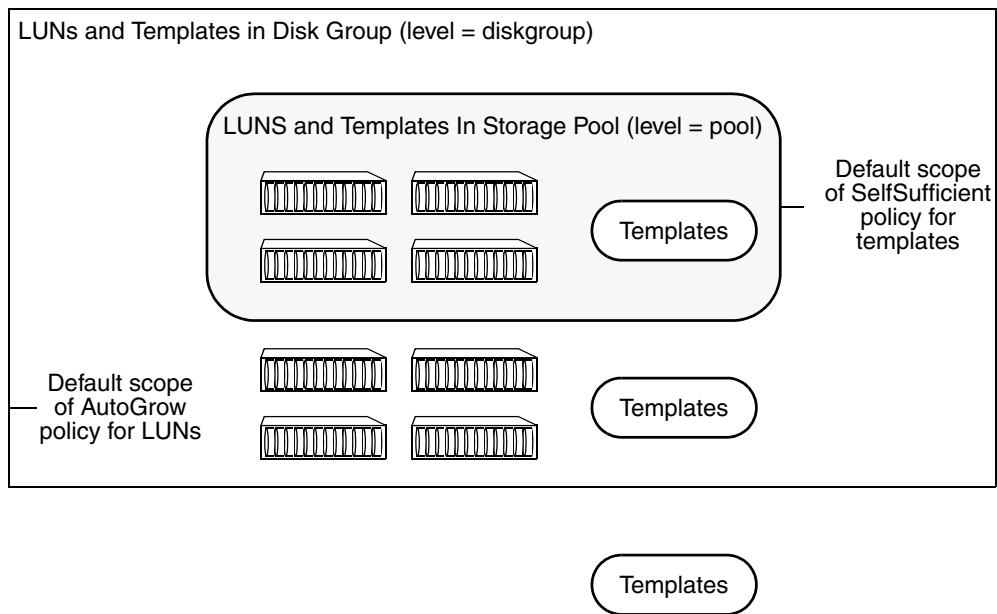 LUNs and Templates in Disk Group (level = diskgroup)
LUNS and Templates In Storage Pool (level = pool)
Default scope
of SelfSufficient
policy for
templates
Templates
Default scope
of AutoGrow
policy for LUNs
Templates
Templates